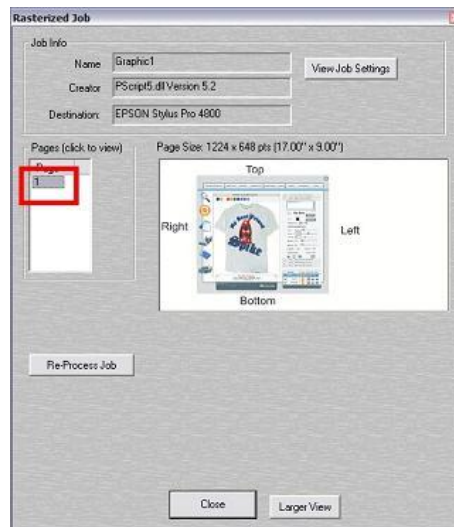 Rasterized Job
Job Info
Name Graphic1
View Job Settings
Creator PScript5.dll Version 5.2
Destination: EPSON Stylus Pro 4800
Pages (click to view)
Page Size: 1224 x 648 pts (17.00" x 9.00")
Page
1
Top
Right
Left
Spike
Bottom
Re-Process Job
Close
Larger View